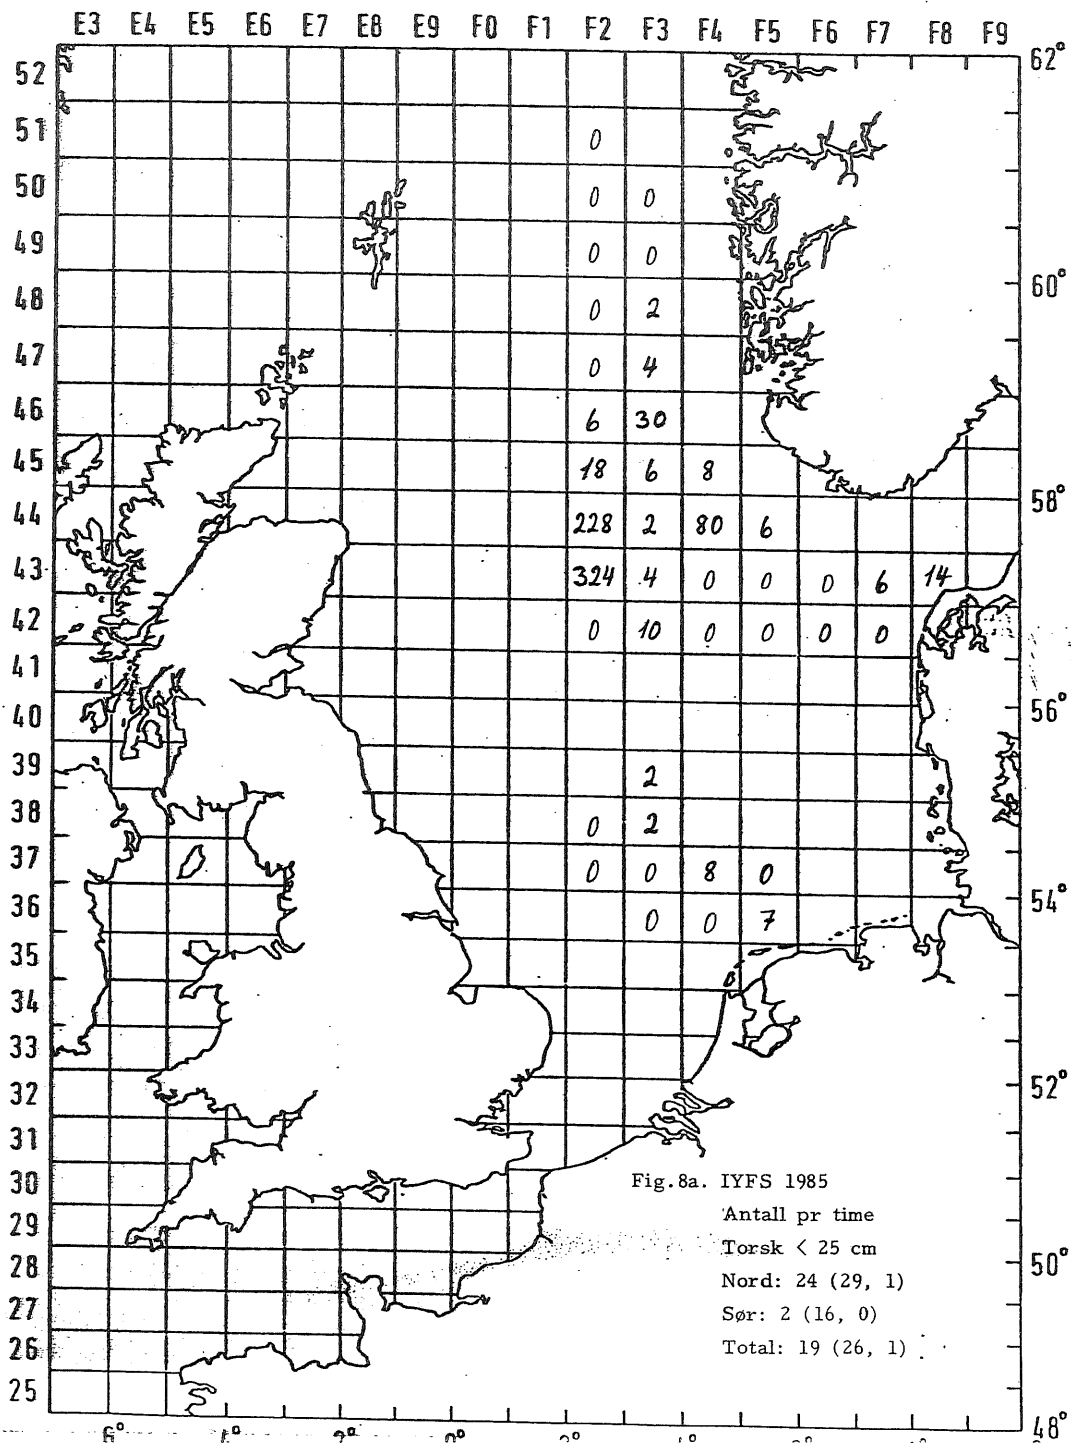 E3 E4 E5 E6 E7 E8 E9 F0 F1 F2 F3 F4 F5 F6 F7 F8 F9
52 62°
51 0
50 0 0
49 0 0
48 0 2 60°
47 0 4
46 6 30
45 18 6 8
44 228 2 80 6 58°
43 324 4 0 0 0 6 14
42 0 10 0 0 0 0
41
40 56°
39 2
38 0 2
37 0 0 8 0
36 0 0 7 54°
35
34
33
32 52°
31
30
29
28 50°
27
26
25
48°
Fig.8a. IYFS 1985
Antall pr time
Torsk < 25 cm
Nord: 24 (29, 1)
Sør: 2 (16, 0)
Total: 19 (26, 1)